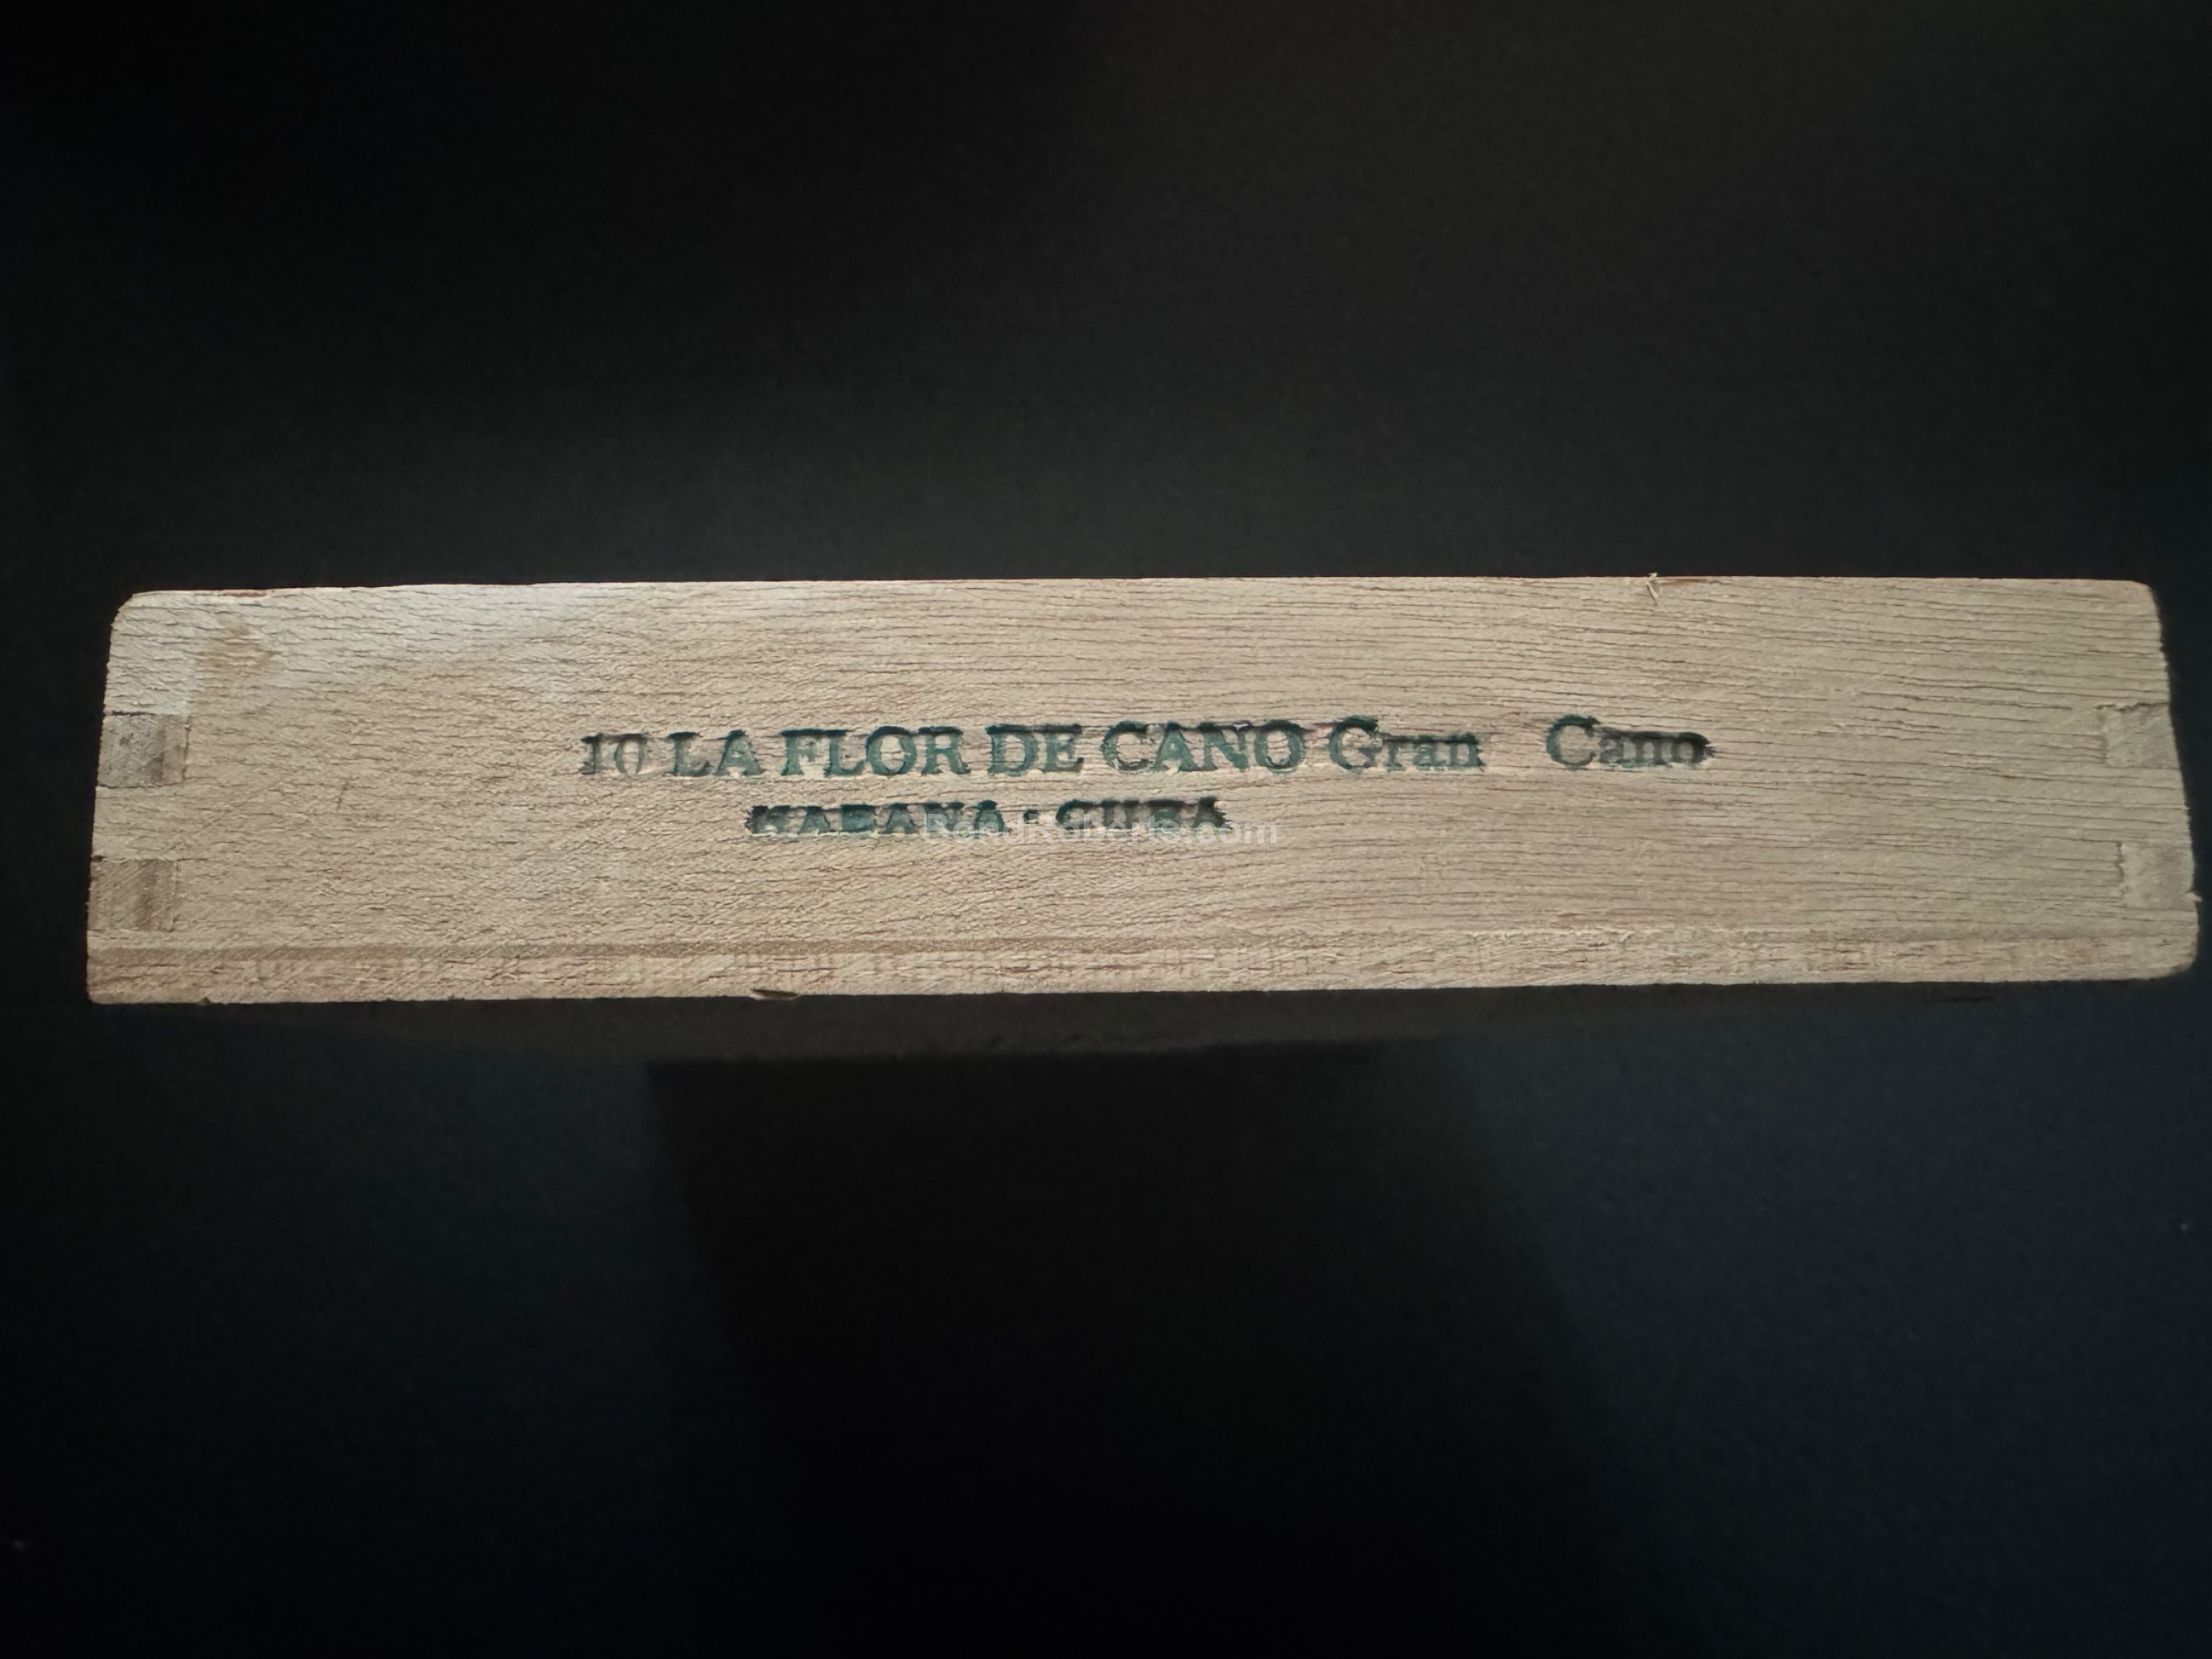 10 LA FLOR DE CANO Gran Cano
HABANA · CUBA